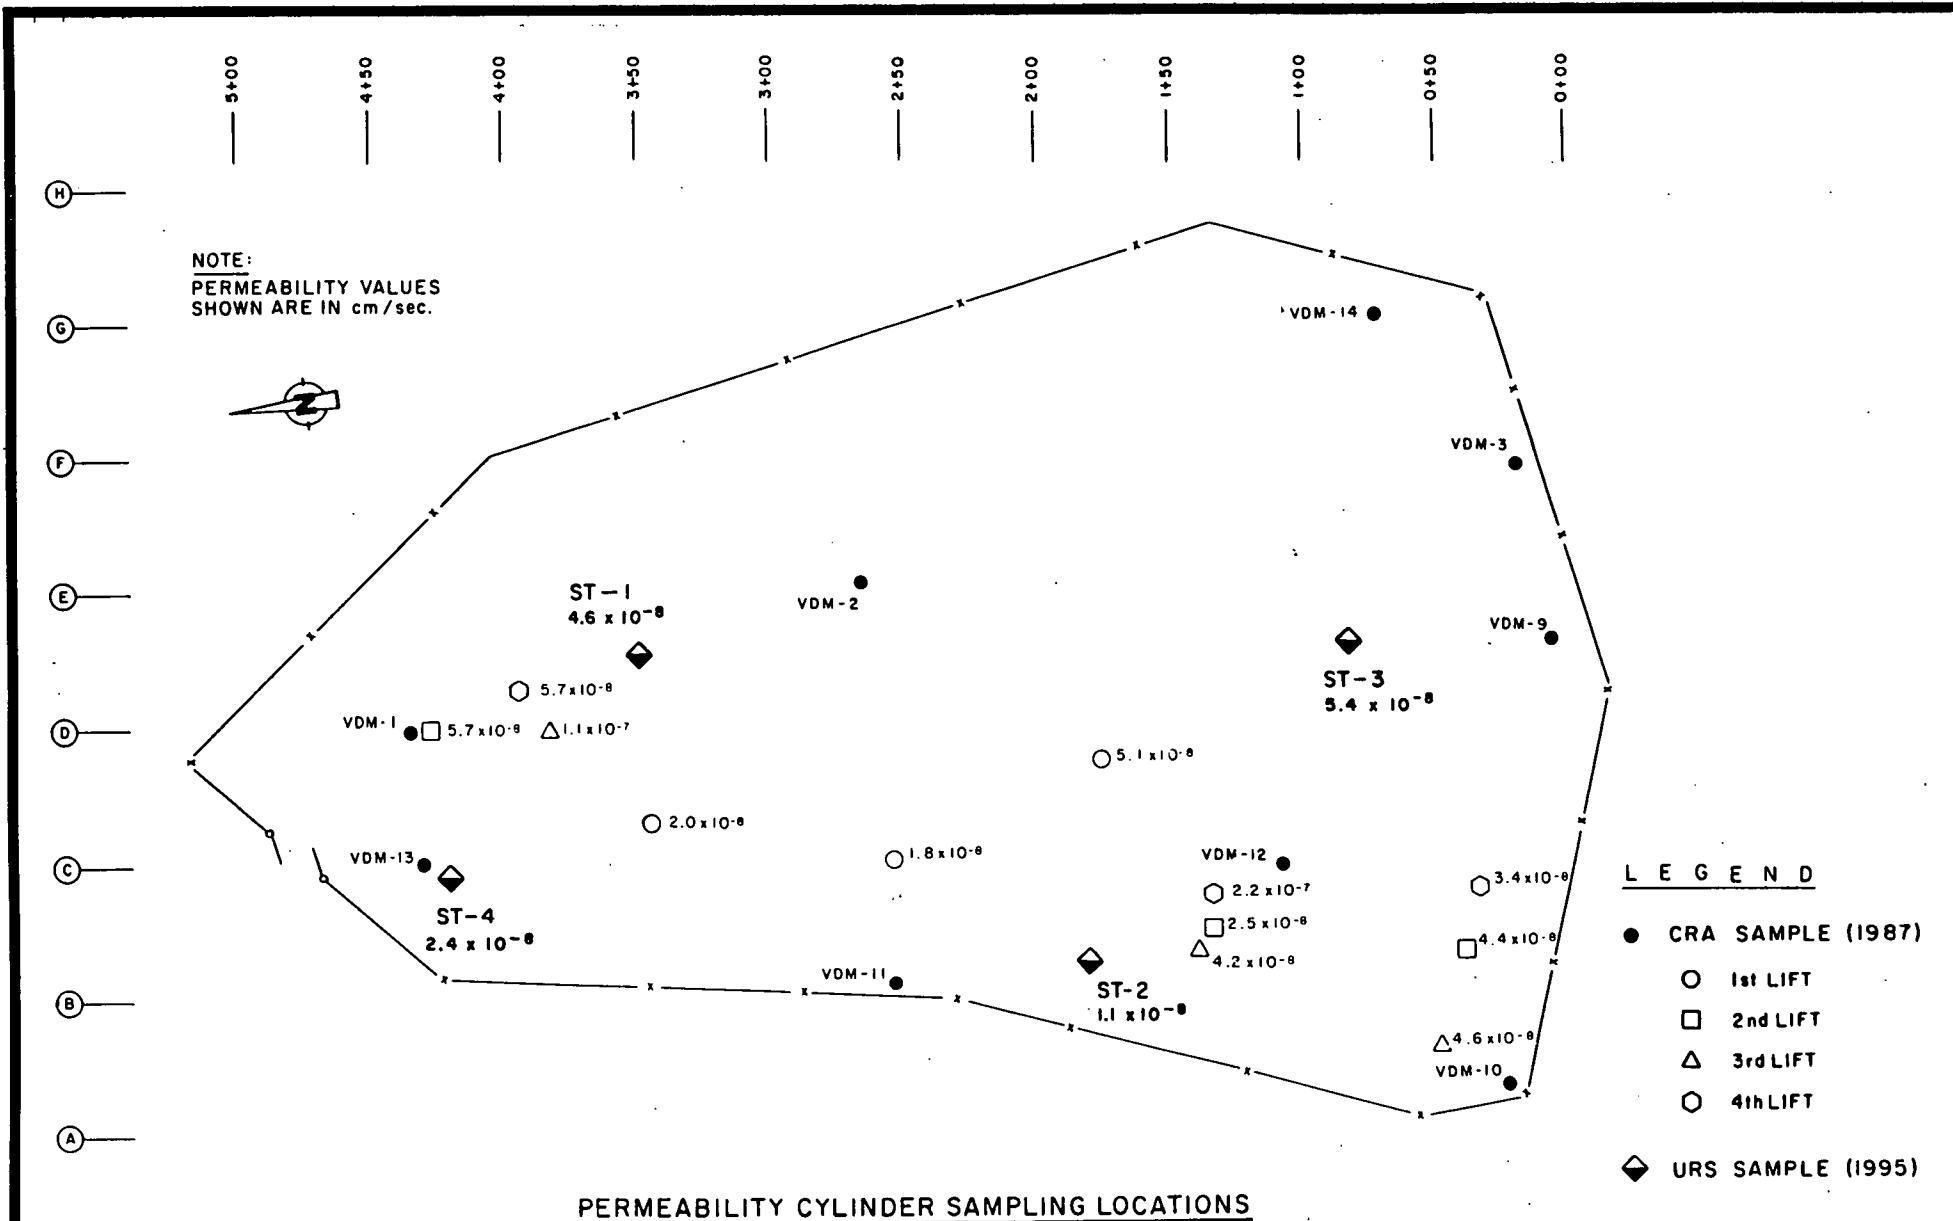 5+00
4+50
4+00
3+50
3+00
2+50
2+00
1+50
1+00
0+50
0+00
H
NOTE:
PERMEABILITY VALUES
SHOWN ARE IN cm/sec.
G
VDM-14
N
F
VDM-3
E
ST-1
4.6 x 10-8
VDM-2
VDM-9
ST-3
5.4 x 10-8
5.7x10-8
D
VDM-1
5.7x10-8
1.1x10-7
5.1x10-8
2.0x10-8
C
VDM-13
1.8x10-8
VDM-12
2.2x10-7
3.4x10-8
ST-4
2.4 x 10-8
2.5x10-8
4.2x10-8
4.4x10-8
VDM-11
B
ST-2
1.1 x10-8
4.6x10-8
VDM-10
A
LEGEND
CRA SAMPLE (1987)
1st LIFT
2nd LIFT
3rd LIFT
4th LIFT
URS SAMPLE (1995)
PERMEABILITY CYLINDER SAMPLING LOCATIONS